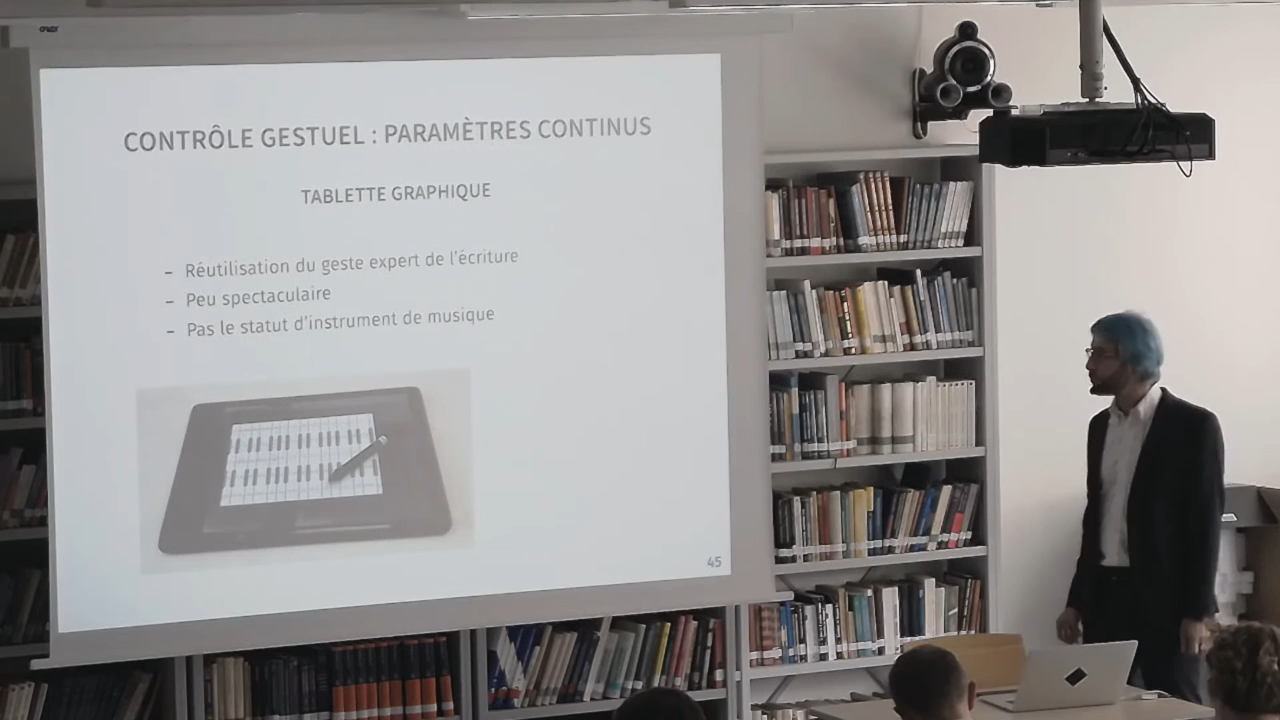 CONTRÔLE GESTUEL : PARAMÈTRES CONTINUS
TABLETTE GRAPHIQUE
– Réutilisation du geste expert de l'écriture
– Peu spectaculaire
– Pas le statut d'instrument de musique
45